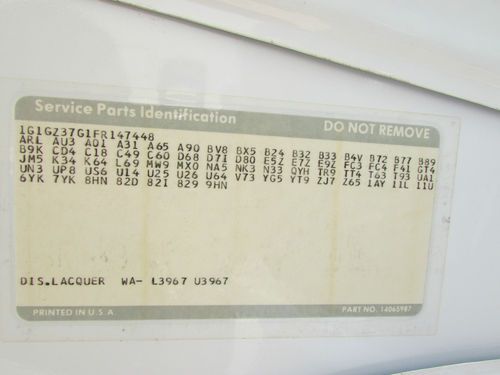 Service Parts Identification
DO NOT REMOVE
1G1GZ37G1FR147448
ARL AU3 AQ1 A31 A65 A90 BV8 BX5 B24 B32 B33 B4V B72 B77 B89
B9K CD4 C18 C49 C60 D68 D71 D80 E5Z E7Z E9Z FC3 FC4 F41 GT4
JM5 K34 K64 L69 MW9 MX0 NA5 NK3 N33 QYH TR9 TT4 T63 T93 UA1
UN3 UP8 US6 U14 U25 U26 U64 V73 YG5 YT9 ZJ7 Z65 1AY 11L 11U
6YK 7YK 8HN 82D 82I 829 9HN
DIS.LACQUER WA- L3967 U3967
PRINTED IN U.S.A
PART NO. 14065987